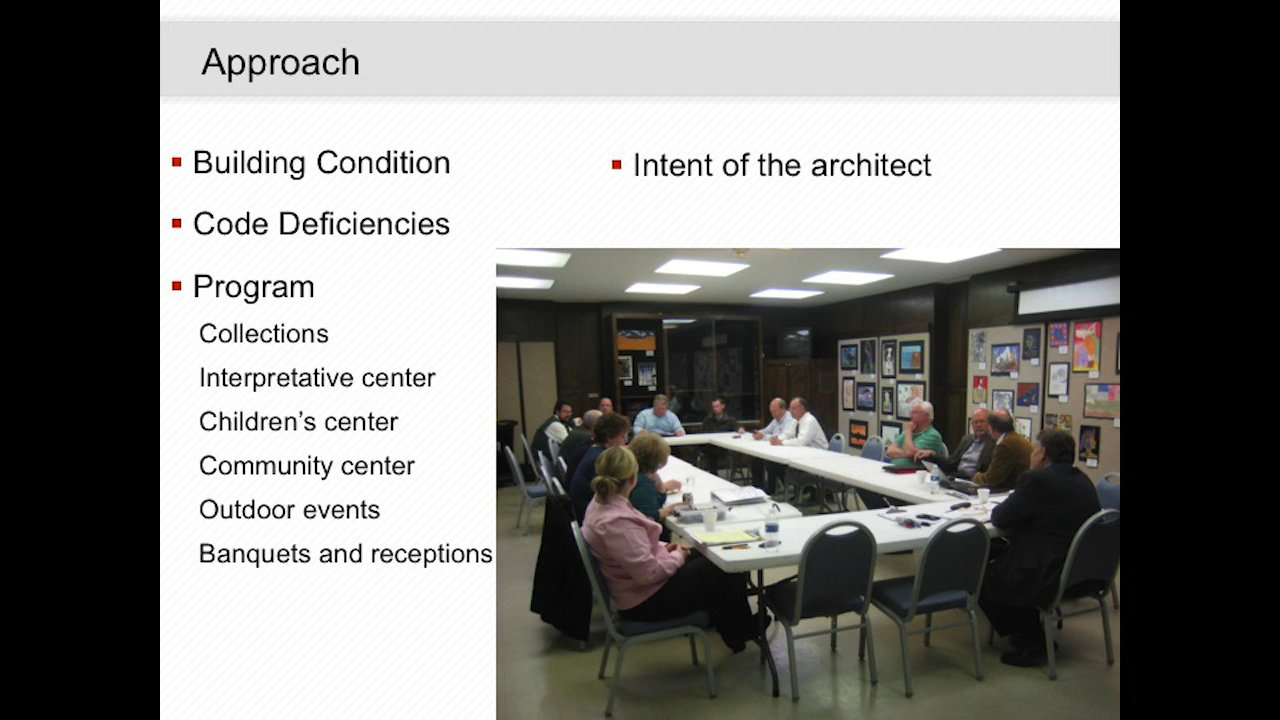 Approach
Building Condition
Code Deficiencies
Program
Collections
Interpretative center
Children’s center
Community center
Outdoor events
Banquets and receptions
Intent of the architect